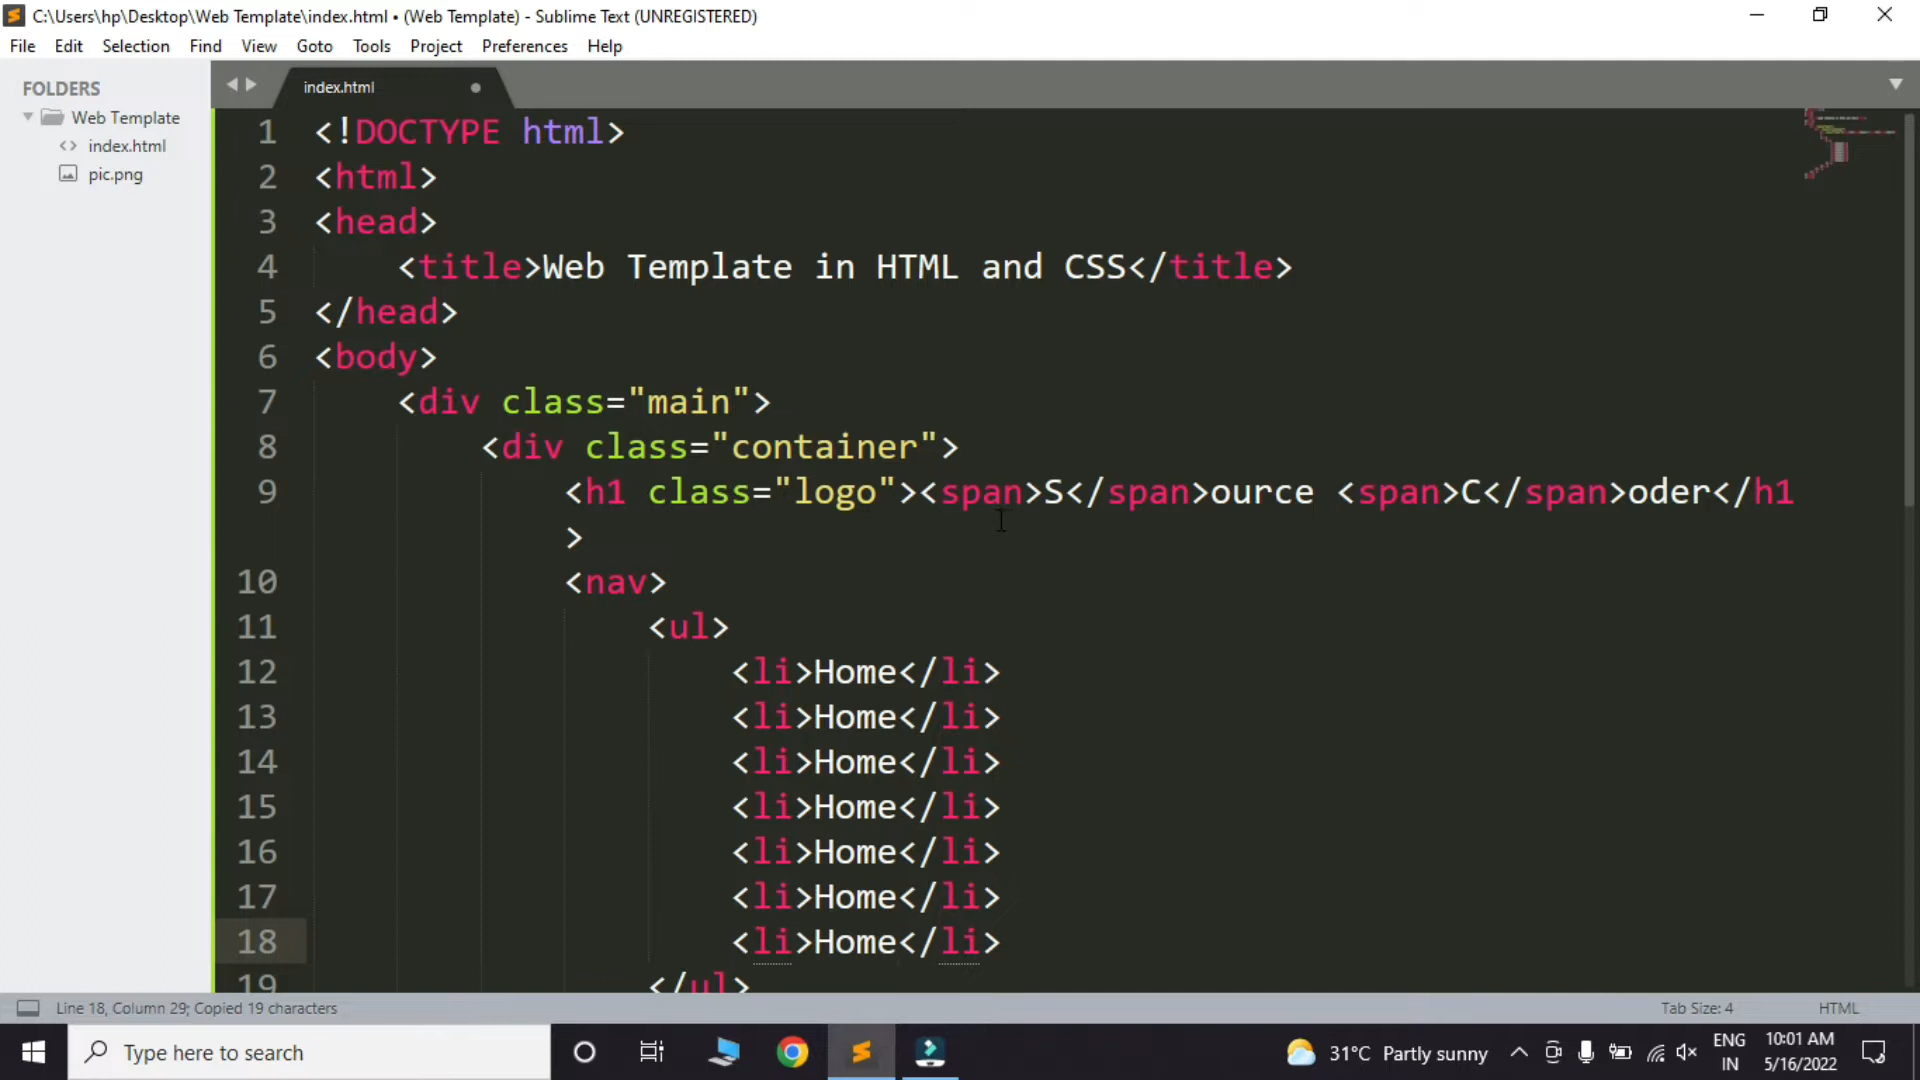 C:\Users\hp\Desktop\Web Template\index.html • (Web Template) - Sublime Text (UNREGISTERED)
File Edit Selection Find View Goto Tools Project Preferences Help
FOLDERS
Web Template
index.html
pic.png
index.html
1 <!DOCTYPE html>
2 <html>
3 <head>
4 <title>Web Template in HTML and CSS</title>
5 </head>
6 <body>
7 <div class="main">
8 <div class="container">
9 <h1 class="logo"><span>S</span>ource <span>C</span>oder</h1
>
10 <nav>
11 <ul>
12 <li>Home</li>
13 <li>Home</li>
14 <li>Home</li>
15 <li>Home</li>
16 <li>Home</li>
17 <li>Home</li>
18 <li>Home</li>
19 </ul>
Line 18, Column 29; Copied 19 characters
Tab Size: 4 HTML
Type here to search
31°C Partly sunny
ENG
IN
10:01 AM
5/16/2022